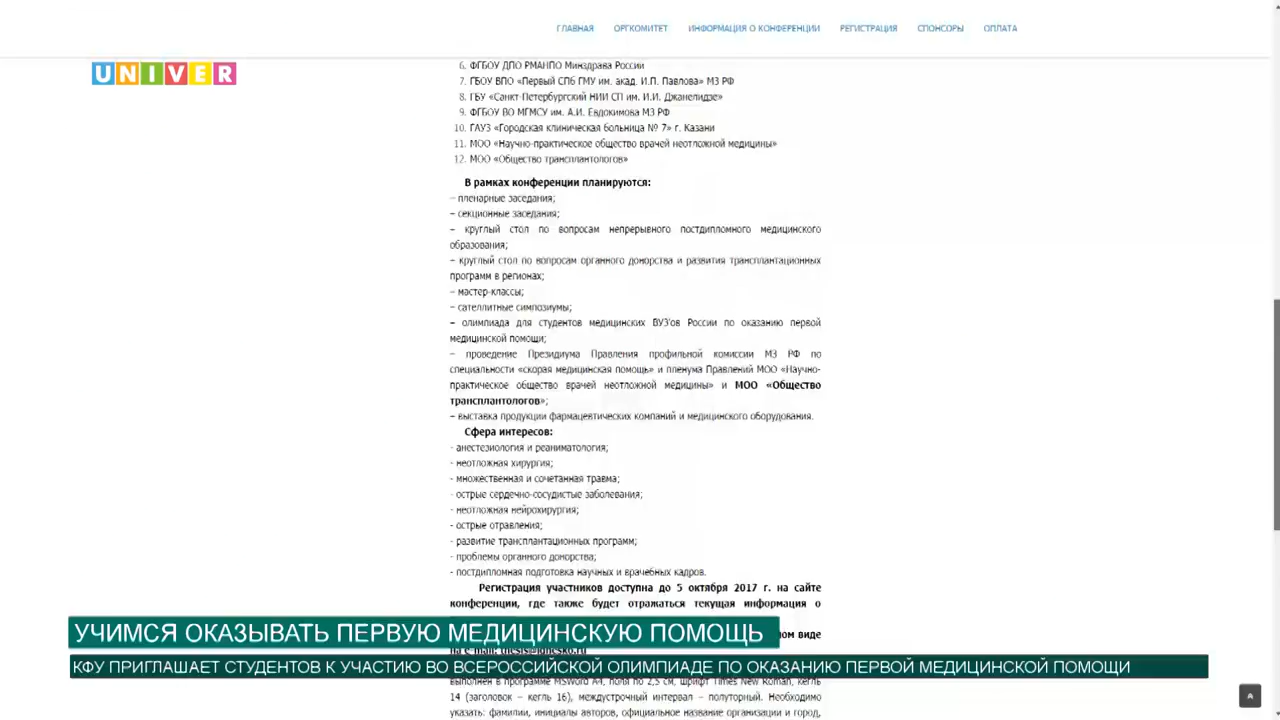 ГЛАВНАЯ ОРГКОМИТЕТ ИНФОРМАЦИЯ О КОНФЕРЕНЦИИ РЕГИСТРАЦИЯ СПОНСОРЫ ОПЛАТА
UNIVER
6. ФГБОУ ДПО РМАНПО Минздрава России
7. ГБОУ ВПО «Первый СПб ГМУ им. акад. И.П. Павлова» МЗ РФ
8. ГБУ «Санкт-Петербургский НИИ СП им. И.И. Джанелидзе»
9. ФГБОУ ВО МГМСУ им. А.И. Евдокимова МЗ РФ
10. ГАУЗ «Городская клиническая больница № 7» г. Казани
11. МОО «Научно-практическое общество врачей неотложной медицины»
12. МОО «Общество трансплантологов»
В рамках конференции планируются:
– пленарные заседания;
– секционные заседания;
– круглый стол по вопросам непрерывного постдипломного медицинского
образования;
– круглый стол по вопросам органного донорства и развития трансплантационных
программ в регионах;
– мастер-классы;
– сателлитные симпозиумы;
– олимпиада для студентов медицинских ВУЗ'ов России по оказанию первой
медицинской помощи;
– проведение Президиума Правления профильной комиссии МЗ РФ по
специальности «скорая медицинская помощь» и пленума Правлений МОО «Научно-
практическое общество врачей неотложной медицины» и МОО «Общество
трансплантологов»;
– выставка продукции фармацевтических компаний и медицинского оборудования.
Сфера интересов:
- анестезиология и реаниматология;
- неотложная хирургия;
- множественная и сочетанная травма;
- острые сердечно-сосудистые заболевания;
- неотложная нейрохирургия;
- острые отравления;
- развитие трансплантационных программ;
- проблемы органного донорства;
- постдипломная подготовка научных и врачебных кадров.
Регистрация участников доступна до 5 октября 2017 г. на сайте
конференции, где также будет отражаться текущая информация о
УЧИМСЯ ОКАЗЫВАТЬ ПЕРВУЮ МЕДИЦИНСКУЮ ПОМОЩЬ
виде
КФУ ПРИГЛАШАЕТ СТУДЕНТОВ К УЧАСТИЮ ВО ВСЕРОССИЙСКОЙ ОЛИМПИАДЕ ПО ОКАЗАНИЮ ПЕРВОЙ МЕДИЦИНСКОЙ ПОМОЩИ
выполнен в программе MSWord А4, поля по 2,5 см, шрифт Times New Roman, кегль
14 (заголовок – кегль 16), междустрочный интервал – полуторный. Необходимо
указать: фамилии, инициалы авторов, официальное название организации и город,